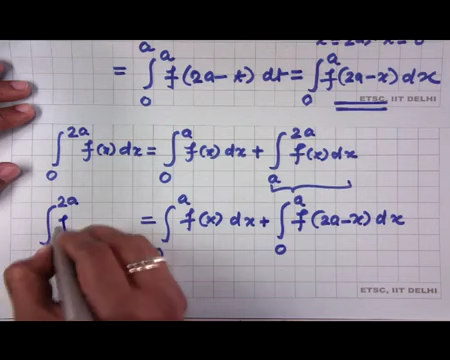 = ∫₀ᵃ f(2a-t) dt = ∫₀ᵃ f(2a-x) dx
ETSC, IIT DELHI
∫₀²ᵃ f(x) dx = ∫₀ᵃ f(x) dx + ∫ₐ²ᵃ f(x) dx
∫²ᵃ f = ∫ᵃ f(x) dx + ∫₀ᵃ f(2a-x) dx
ETSC, IIT DELHI